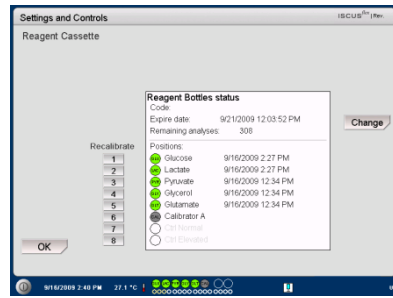 Settings and Controls
ISCUS flex | Rev.
Reagent Cassette
Reagent Bottles status
Code:
Expire date: 9/21/2009 12:03:52 PM
Remaining analyses: 308
Change
Recalibrate
Positions:
1 Glucose 9/16/2009 2:27 PM
2 Lactate 9/16/2009 2:27 PM
3 Pyruvate 9/16/2009 12:34 PM
4 Glycerol 9/16/2009 12:34 PM
5 Glutamate 9/16/2009 12:34 PM
6 Calibrator A
7 Ctrl Normal
8 Ctrl Elevated
OK
9/16/2009 2:40 PM 27.1 °C